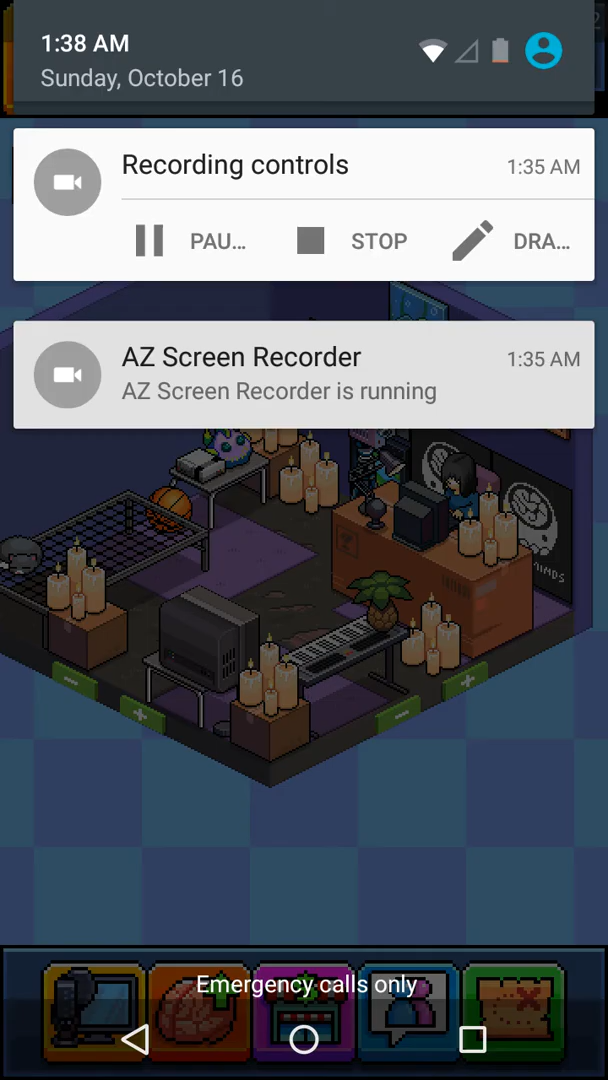 1:38 AM
Sunday, October 16
Recording controls
1:35 AM
PAU...
STOP
DRA...
AZ Screen Recorder
1:35 AM
AZ Screen Recorder is running
MINDS
Emergency calls only